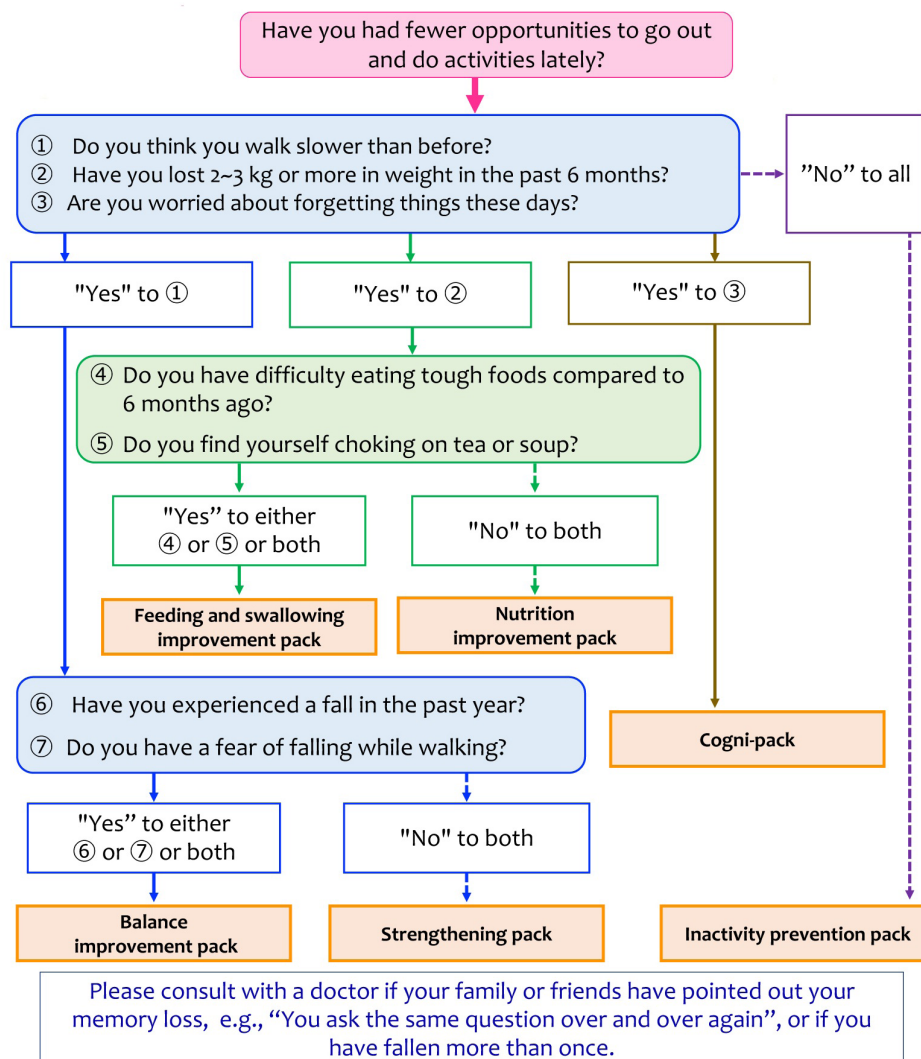 Have you had fewer opportunities to go out
and do activities lately?
① Do you think you walk slower than before?
② Have you lost 2~3 kg or more in weight in the past 6 months?
③ Are you worried about forgetting things these days?
”No” to all
"Yes" to ①
"Yes" to ②
"Yes" to ③
④ Do you have difficulty eating tough foods compared to
6 months ago?
⑤ Do you find yourself choking on tea or soup?
"Yes” to either
④ or ⑤ or both
"No" to both
Feeding and swallowing
improvement pack
Nutrition
improvement pack
⑥ Have you experienced a fall in the past year?
⑦ Do you have a fear of falling while walking?
Cogni-pack
"Yes” to either
⑥ or ⑦ or both
"No" to both
Balance
improvement pack
Strengthening pack
Inactivity prevention pack
Please consult with a doctor if your family or friends have pointed out your
memory loss, e.g., “You ask the same question over and over again”, or if you
have fallen more than once.